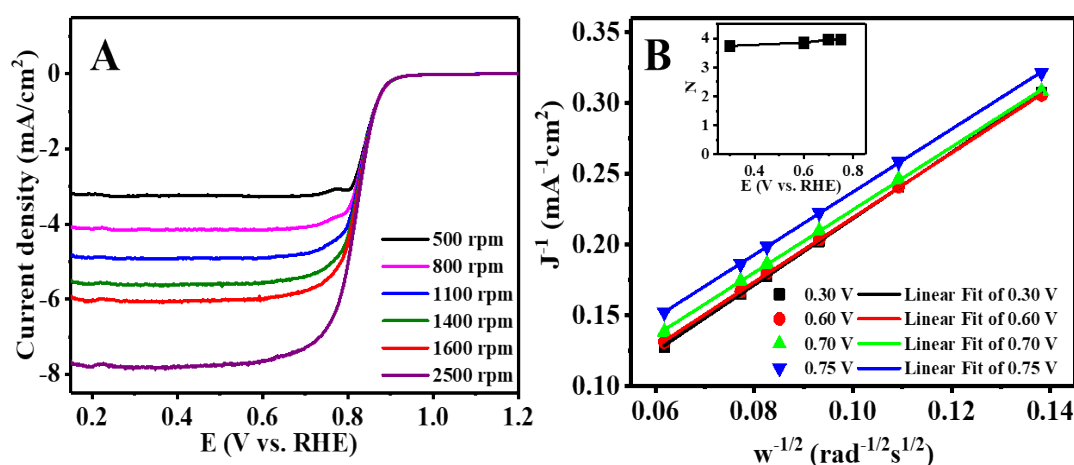 A
Current density (mA/cm²)
0
-2
-4
-6
-8
500 rpm
800 rpm
1100 rpm
1400 rpm
1600 rpm
2500 rpm
0.2 0.4 0.6 0.8 1.0 1.2
E (V vs. RHE)
B
J⁻¹ (mA⁻¹cm²)
0.30
0.25
0.20
0.15
0.10
N
5
4
3
2
1
0
0.4 0.6 0.8
E (V vs. RHE)
0.30 V Linear Fit of 0.30 V
0.60 V Linear Fit of 0.60 V
0.70 V Linear Fit of 0.70 V
0.75 V Linear Fit of 0.75 V
0.06 0.08 0.10 0.12 0.14
w⁻¹/² (rad⁻¹/²s¹/²)